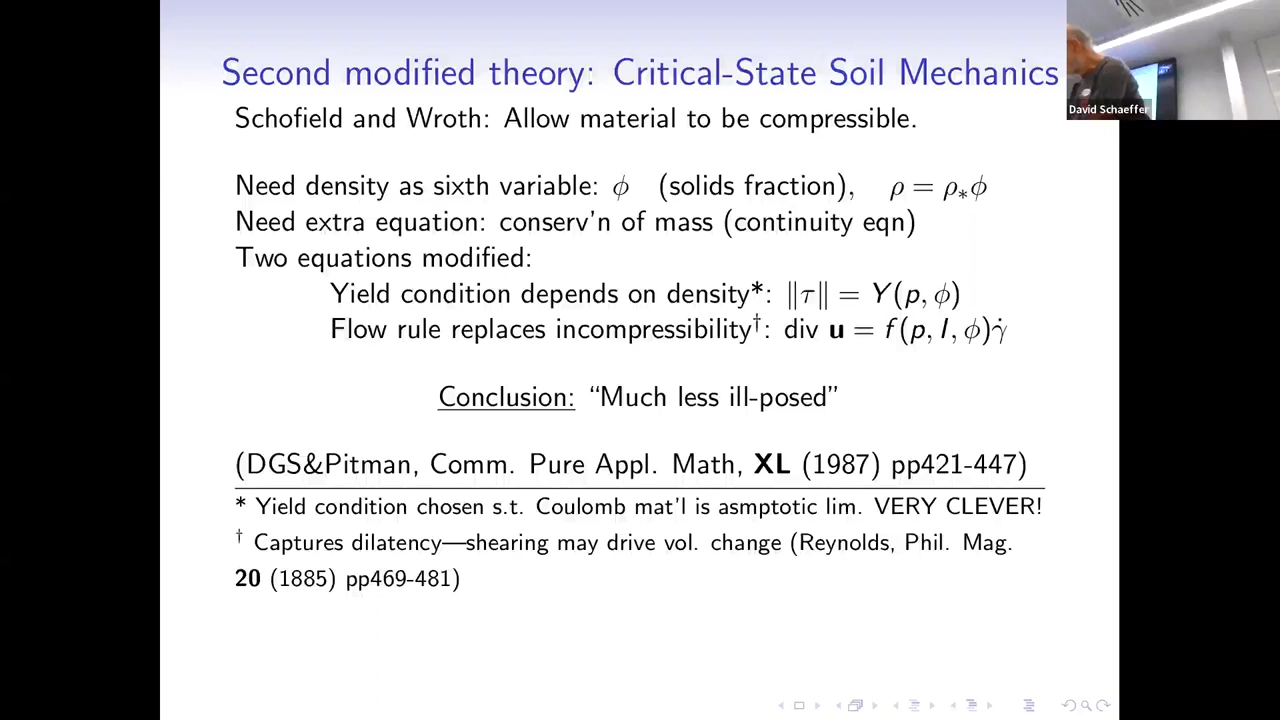 Second modified theory: Critical-State Soil Mechanics
David Schaeffer
Schofield and Wroth: Allow material to be compressible.
Need density as sixth variable: ϕ (solids fraction), ρ = ρ∗ϕ
Need extra equation: conserv'n of mass (continuity eqn)
Two equations modified:
Yield condition depends on density*: ‖τ‖ = Y(p, ϕ)
Flow rule replaces incompressibility†: div u = f(p, I, ϕ)γ̇
Conclusion: “Much less ill-posed”
(DGS&Pitman, Comm. Pure Appl. Math, XL (1987) pp421-447)
* Yield condition chosen s.t. Coulomb mat'l is asmptotic lim. VERY CLEVER!
† Captures dilatency—shearing may drive vol. change (Reynolds, Phil. Mag.
20 (1885) pp469-481)